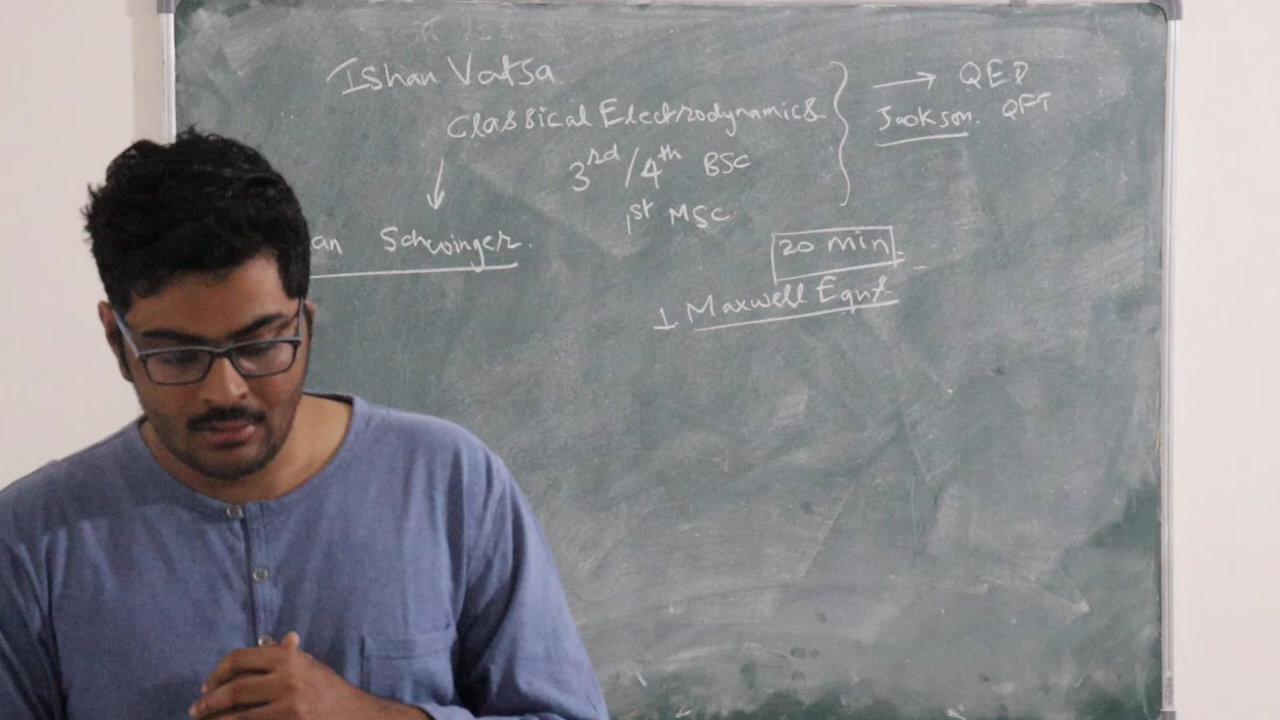 Ishan Vatsa
Classical Electrodynamics
3rd/4th BSC
1st MSC
→ QED
Jackson. QFT
an Schwinger.
20 min.
1 Maxwell Eqns